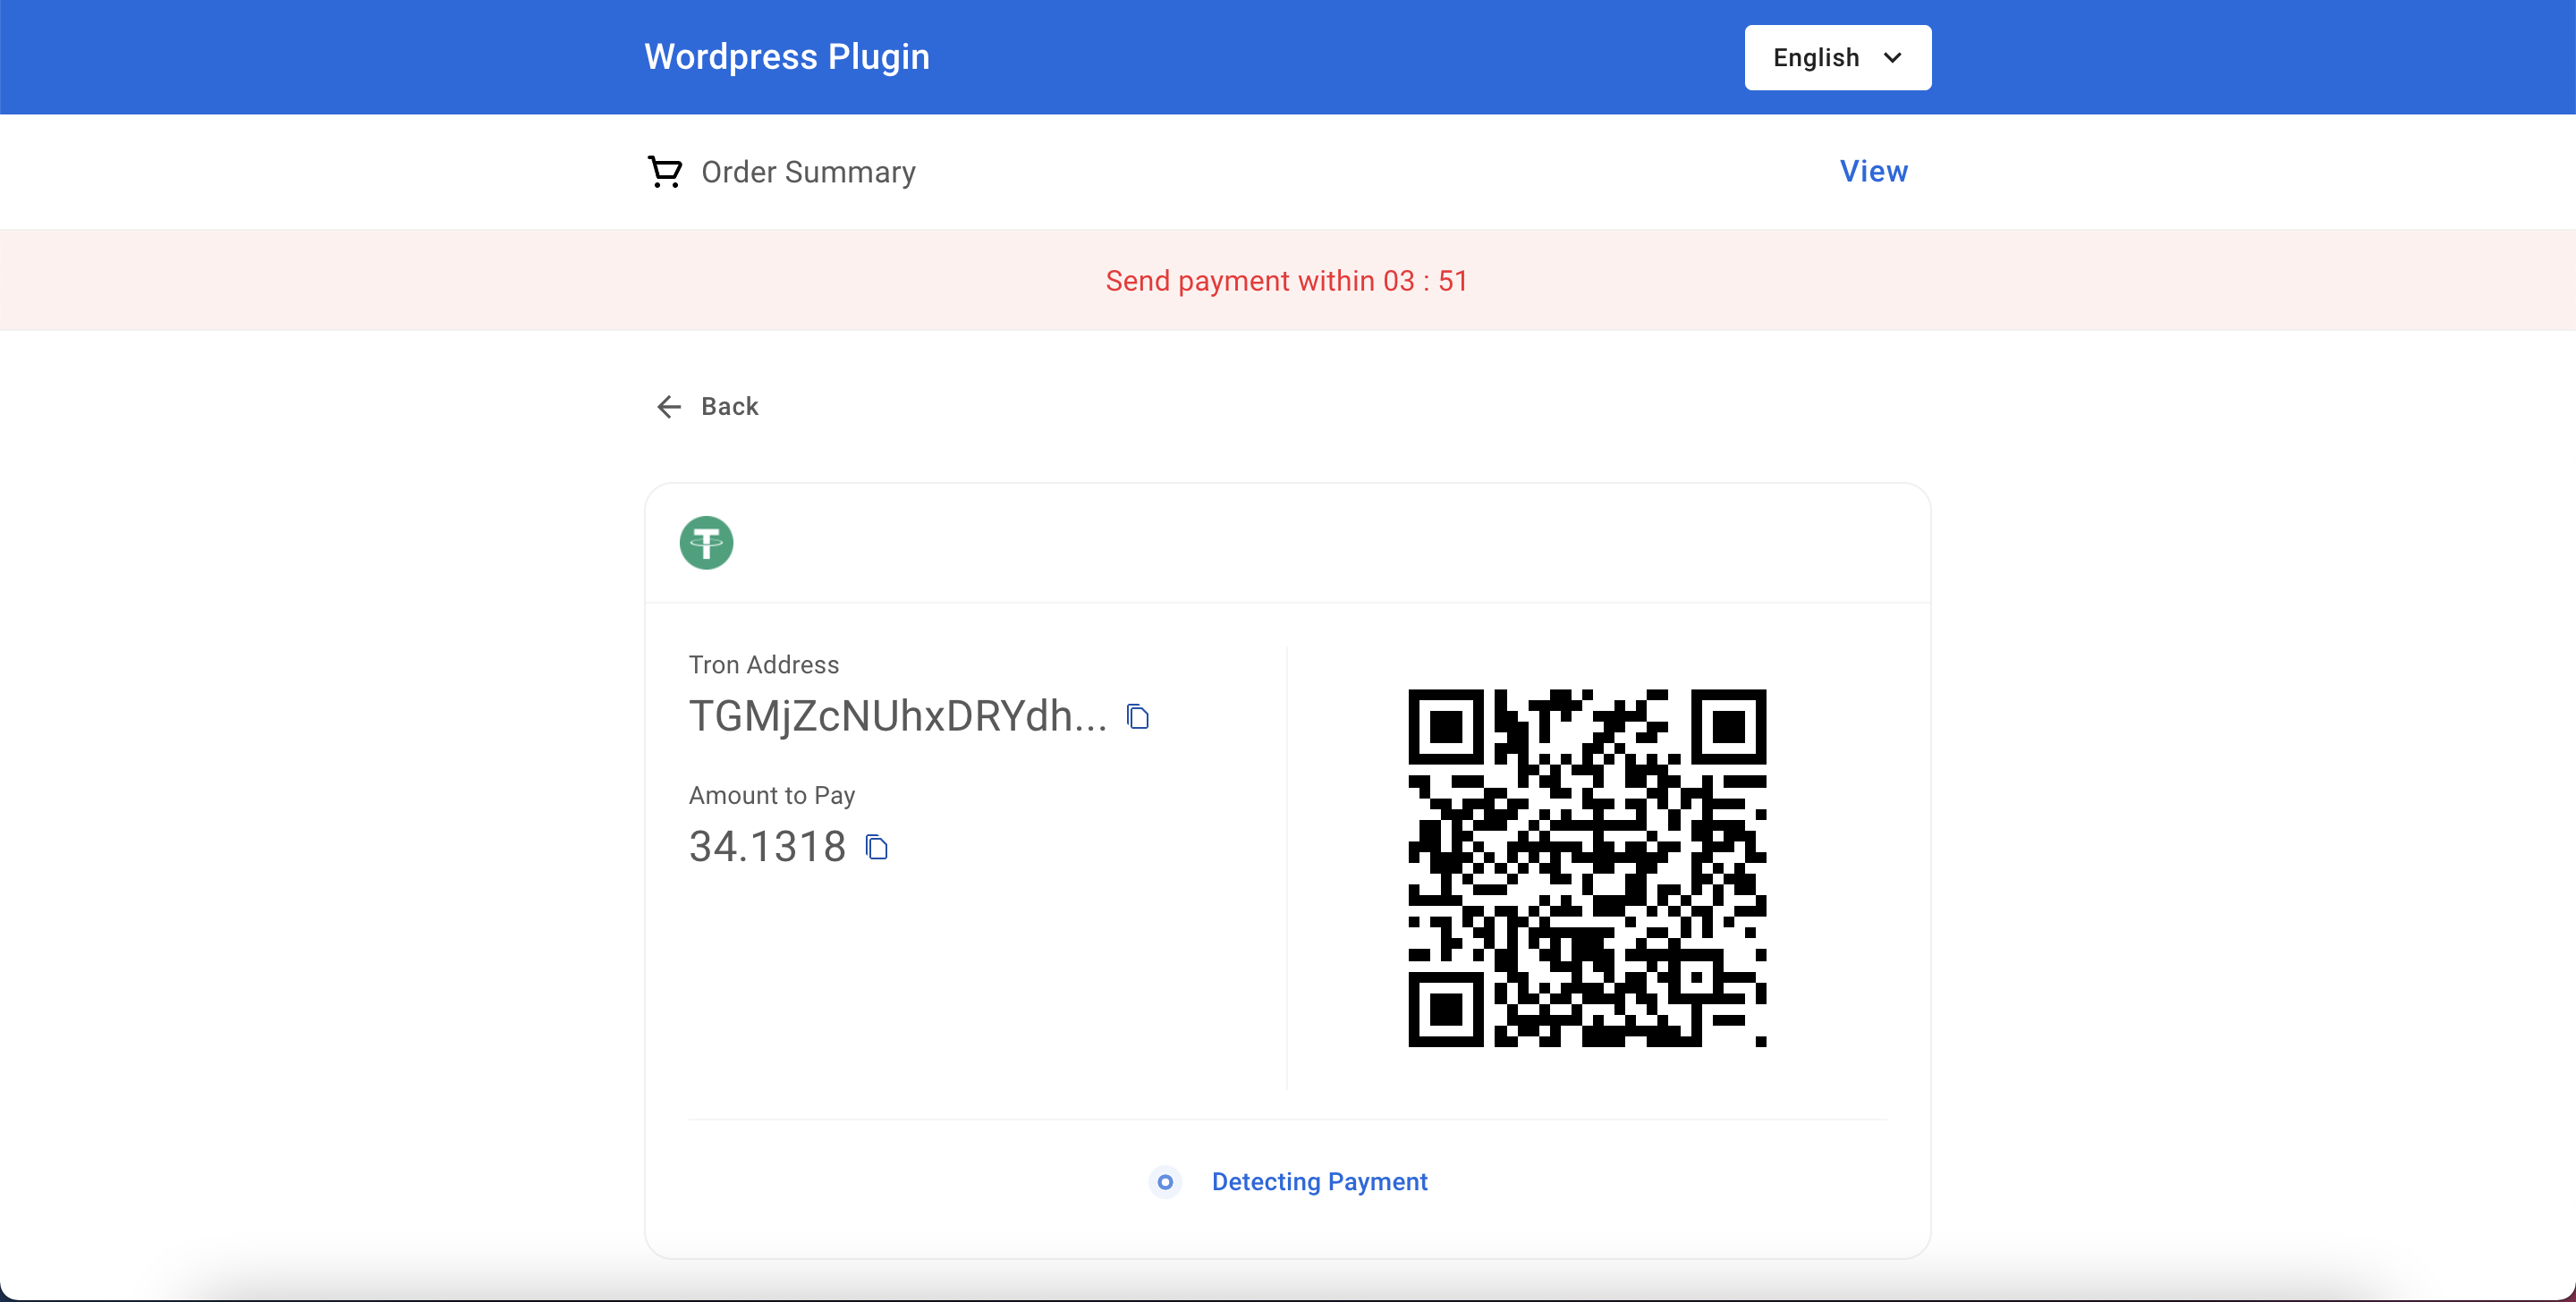 Wordpress Plugin
English
Order Summary
View
Send payment within 03 : 51
Back
Tron Address
TGMjZcNUhxDRYdh...
Amount to Pay
34.1318
Detecting Payment